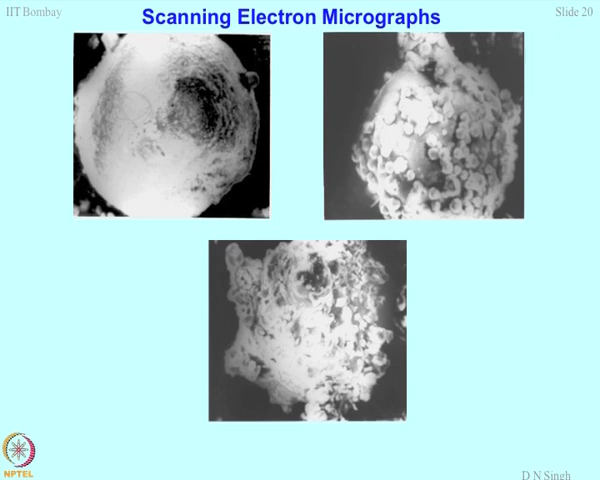 IIT Bombay
Scanning Electron Micrographs
Slide 20
NPTEL
D N Singh